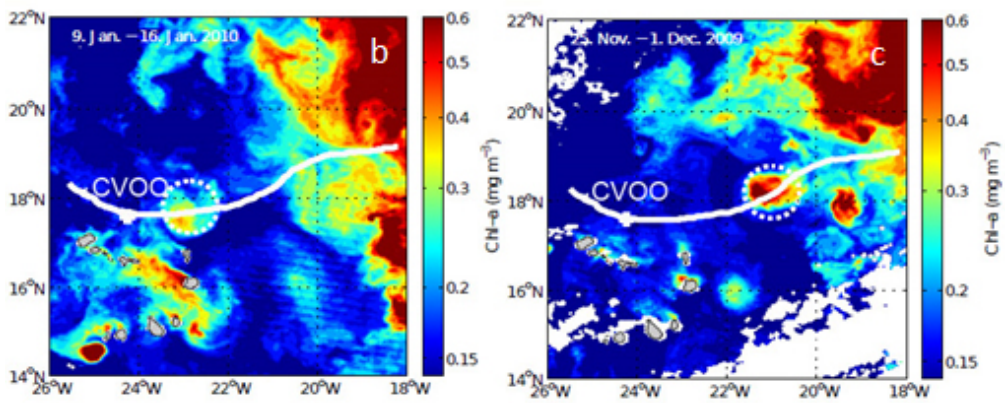 9. Jan. −16. Jan. 2010
b
CVOO
22°N
20°N
18°N
16°N
14°N
26°W
24°W
22°W
20°W
18°W
0.6
0.5
0.4
0.3
0.2
0.15
Chl−a (mg m−3)
25. Nov. −1. Dec. 2009
c
CVOO
22°N
20°N
18°N
16°N
14°N
26°W
24°W
22°W
20°W
18°W
0.6
0.5
0.4
0.3
0.2
0.15
Chl−a (mg m−3)